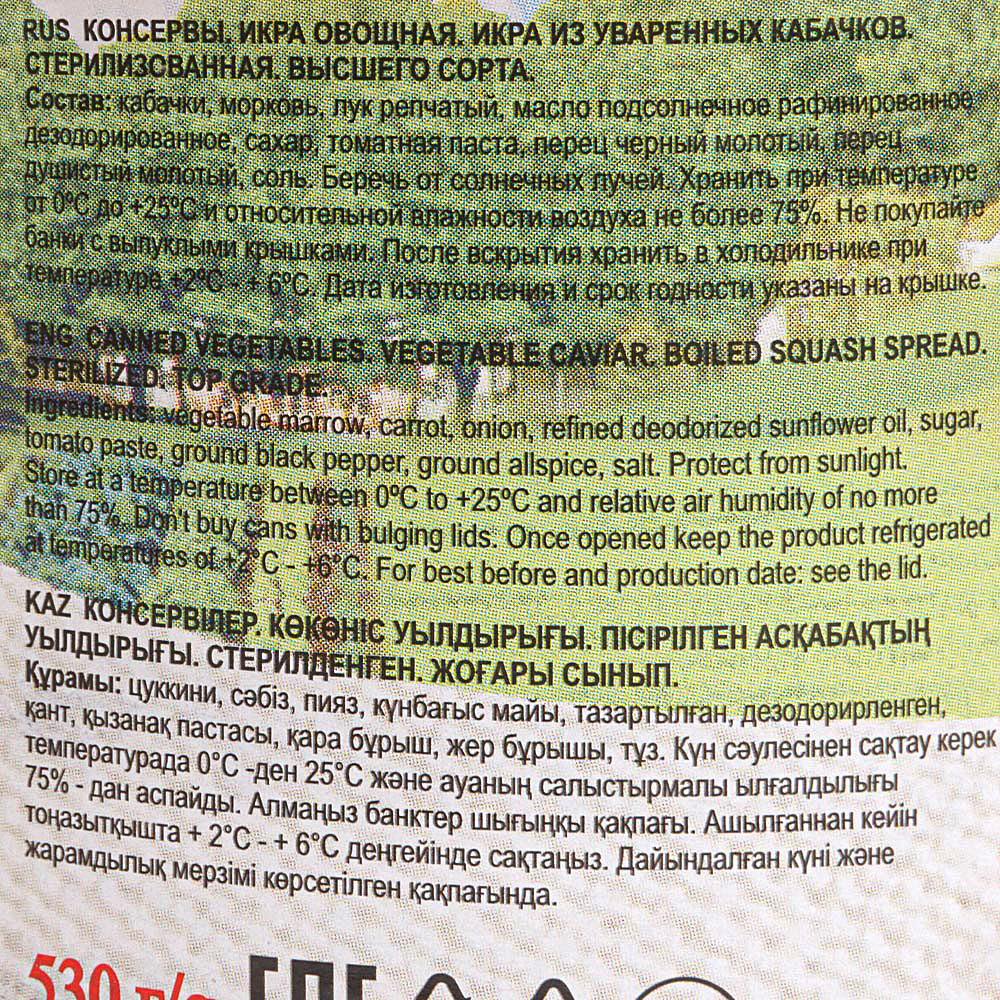 RUS КОНСЕРВЫ. ИКРА ОВОЩНАЯ. ИКРА ИЗ УВАРЕННЫХ КАБАЧКОВ.
СТЕРИЛИЗОВАННАЯ. ВЫСШЕГО СОРТА.
Состав: кабачки, морковь, лук репчатый, масло подсолнечное рафинированное
дезодорированное, сахар, томатная паста, перец черный молотый, перец
душистый молотый, соль. Беречь от солнечных лучей. Хранить при температуре
от 0°С до +25°С и относительной влажности воздуха не более 75%. Не покупайте
банки с выпуклыми крышками. После вскрытия хранить в холодильнике при
температуре +2°С - + 6°С. Дата изготовления и срок годности указаны на крышке.
ENG CANNED VEGETABLES. VEGETABLE CAVIAR. BOILED SQUASH SPREAD.
STERILIZED. TOP GRADE.
Ingredients: vegetable marrow, carrot, onion, refined deodorized sunflower oil, sugar,
tomato paste, ground black pepper, ground allspice, salt. Protect from sunlight.
Store at a temperature between 0°C to +25°C and relative air humidity of no more
than 75%. Don't buy cans with bulging lids. Once opened keep the product refrigerated
at temperatures of +2°C - +6°C. For best before and production date: see the lid.
KAZ КОНСЕРВІЛЕР. КӨКӨНІС УЫЛДЫРЫҒЫ. ПІСІРІЛГЕН АСҚАБАҚТЫҢ
УЫЛДЫРЫҒЫ. СТЕРИЛДЕНГЕН. ЖОҒАРЫ СЫНЫП.
Құрамы: цуккини, сәбіз, пияз, күнбағыс майы, тазартылған, дезодорирленген,
қант, қызанақ пастасы, қара бұрыш, жер бұрышы, тұз. Күн сәулесінен сақтау керек
температурада 0°С -ден 25°С және ауаның салыстырмалы ылғалдылығы
75% - дан аспайды. Алмаңыз банктер шығыңқы қақпағы. Ашылғаннан кейін
тоңазытқышта + 2°С - + 6°С деңгейінде сақтаңыз. Дайындалған күні және
жарамдылық мерзімі көрсетілген қақпағында.
530